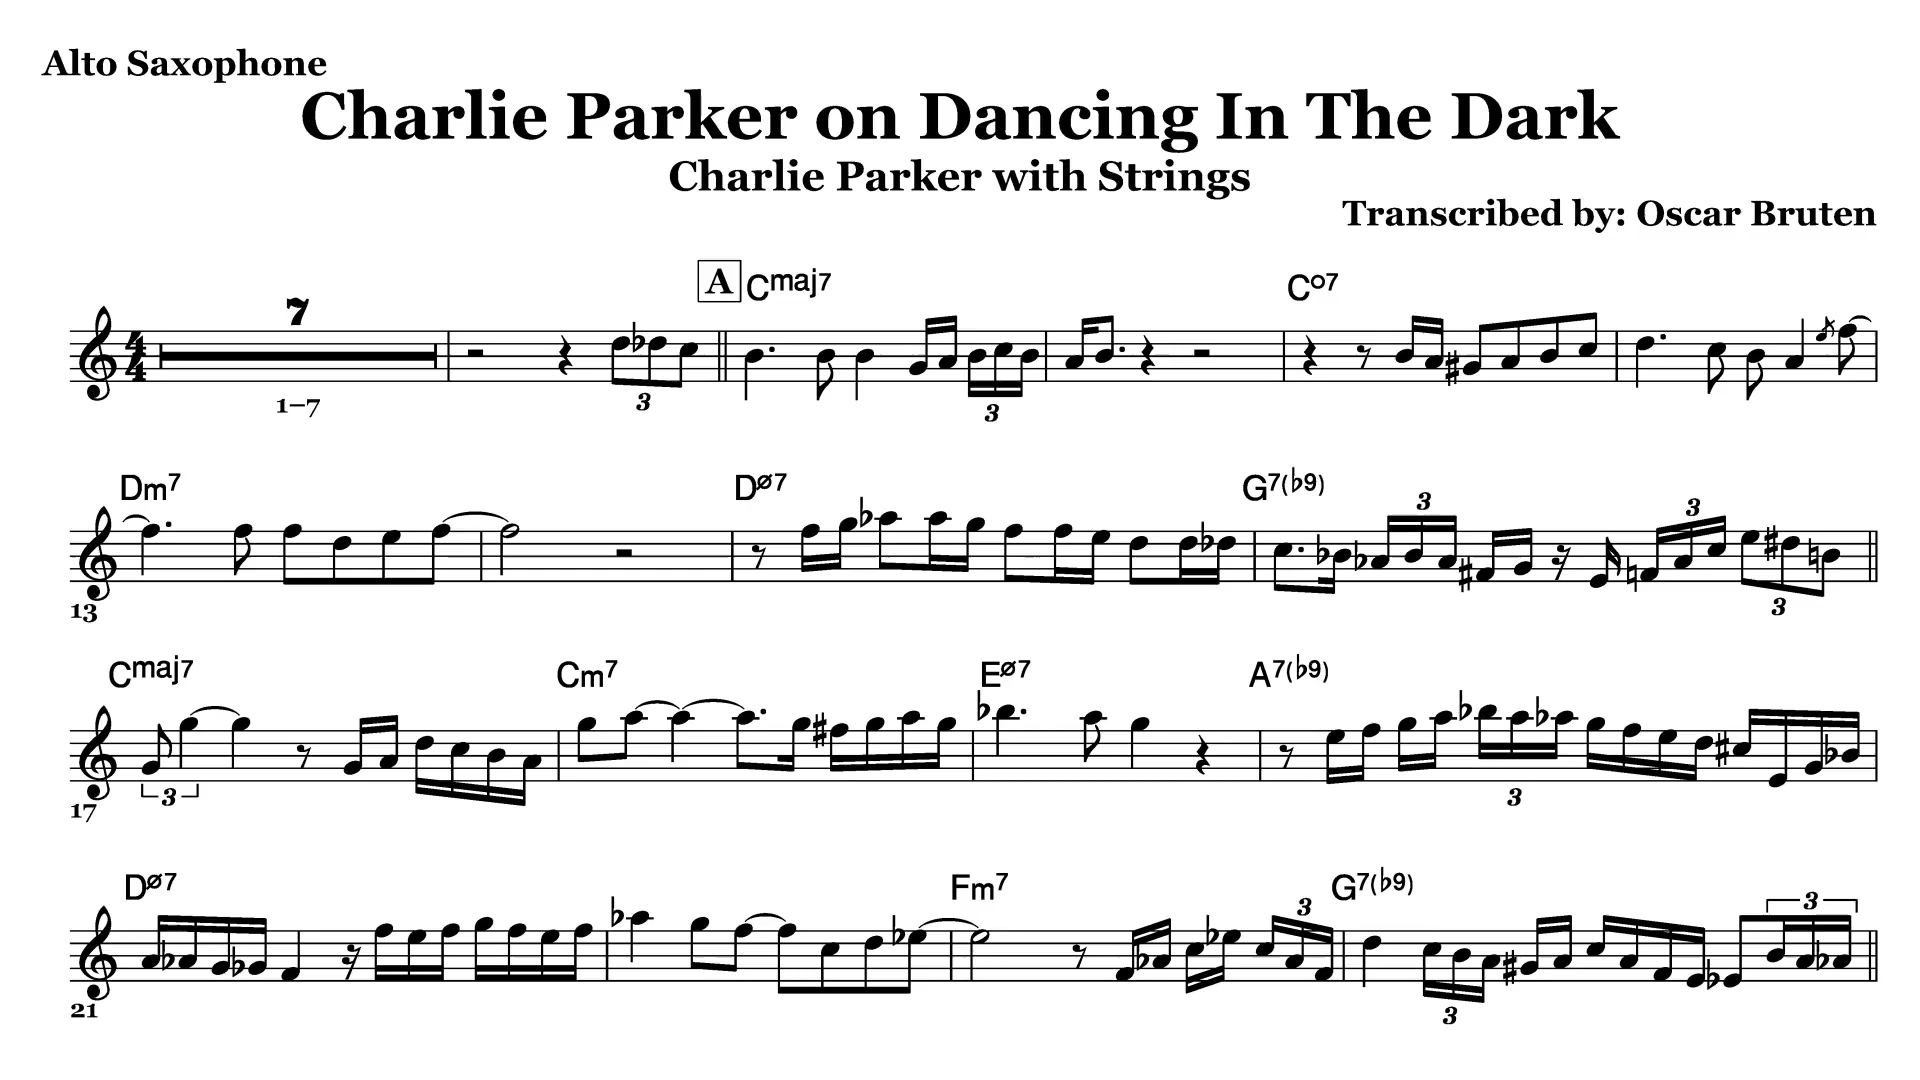 Alto Saxophone
Charlie Parker on Dancing In The Dark
Charlie Parker with Strings
Transcribed by: Oscar Bruten
A Cmaj7 C°7
7
4
4
1–7 3 3
Dm7 Dø7 G7(♭9)
3 3
3
13
Cmaj7 Cm7 Eø7 A7(♭9)
3 3
17
Dø7 Fm7 G7(♭9)
3 3
3
21